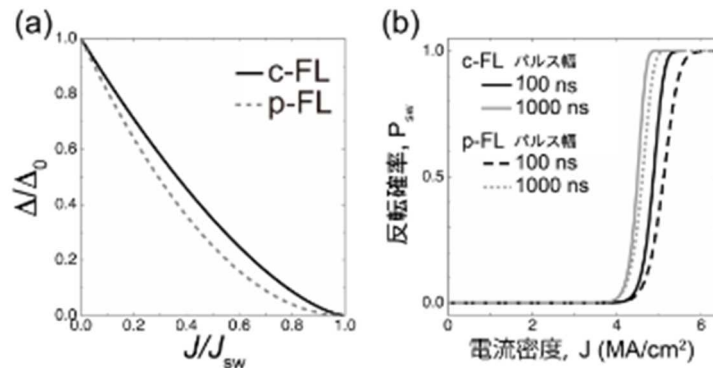 (a)
1.0
0.8
0.6
0.4
0.2
0.0
Δ/Δ0
c-FL
p-FL
0.0 0.2 0.4 0.6 0.8 1.0
J/Jsw
(b)
1.0
0.5
0.0
反転確率, Psw
c-FL パルス幅
100 ns
1000 ns
p-FL パルス幅
100 ns
1000 ns
0 2 4 6
電流密度, J (MA/cm²)